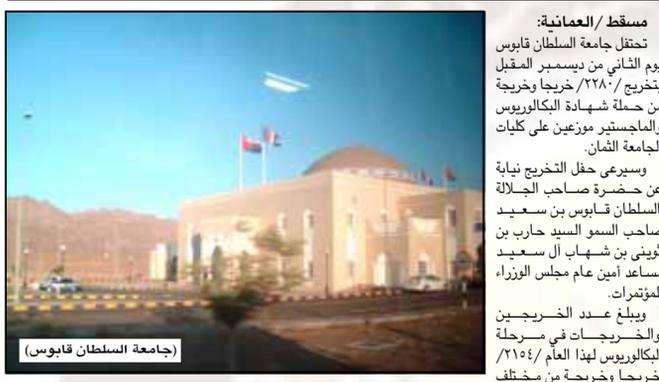 مسقط/العمانية:
تحتفل جامعة السلطان قابوس
يوم الثاني من ديسمبر المقبل
بتخريج /٢٢٨٠/ خريجا وخريجة
من حملة شهادة البكالوريوس
والماجستير موزعين على كليات
الجامعة الثمان.
وسيرعى حفل التخريج نيابة
عن حضرة صاحب الجلالة
السلطان قابوس بن سعيد
صاحب السمو السيد حارب بن
ثويني بن شهاب آل سعيد
مساعد أمين عام مجلس الوزراء
للمؤتمرات.
ويبلغ عدد الخريجين
والخريجات في مرحلة
البكالوريوس لهذا العام /٢١٥٤/
خريجا وخريجة من مختلف
(جامعة السلطان قابوس)